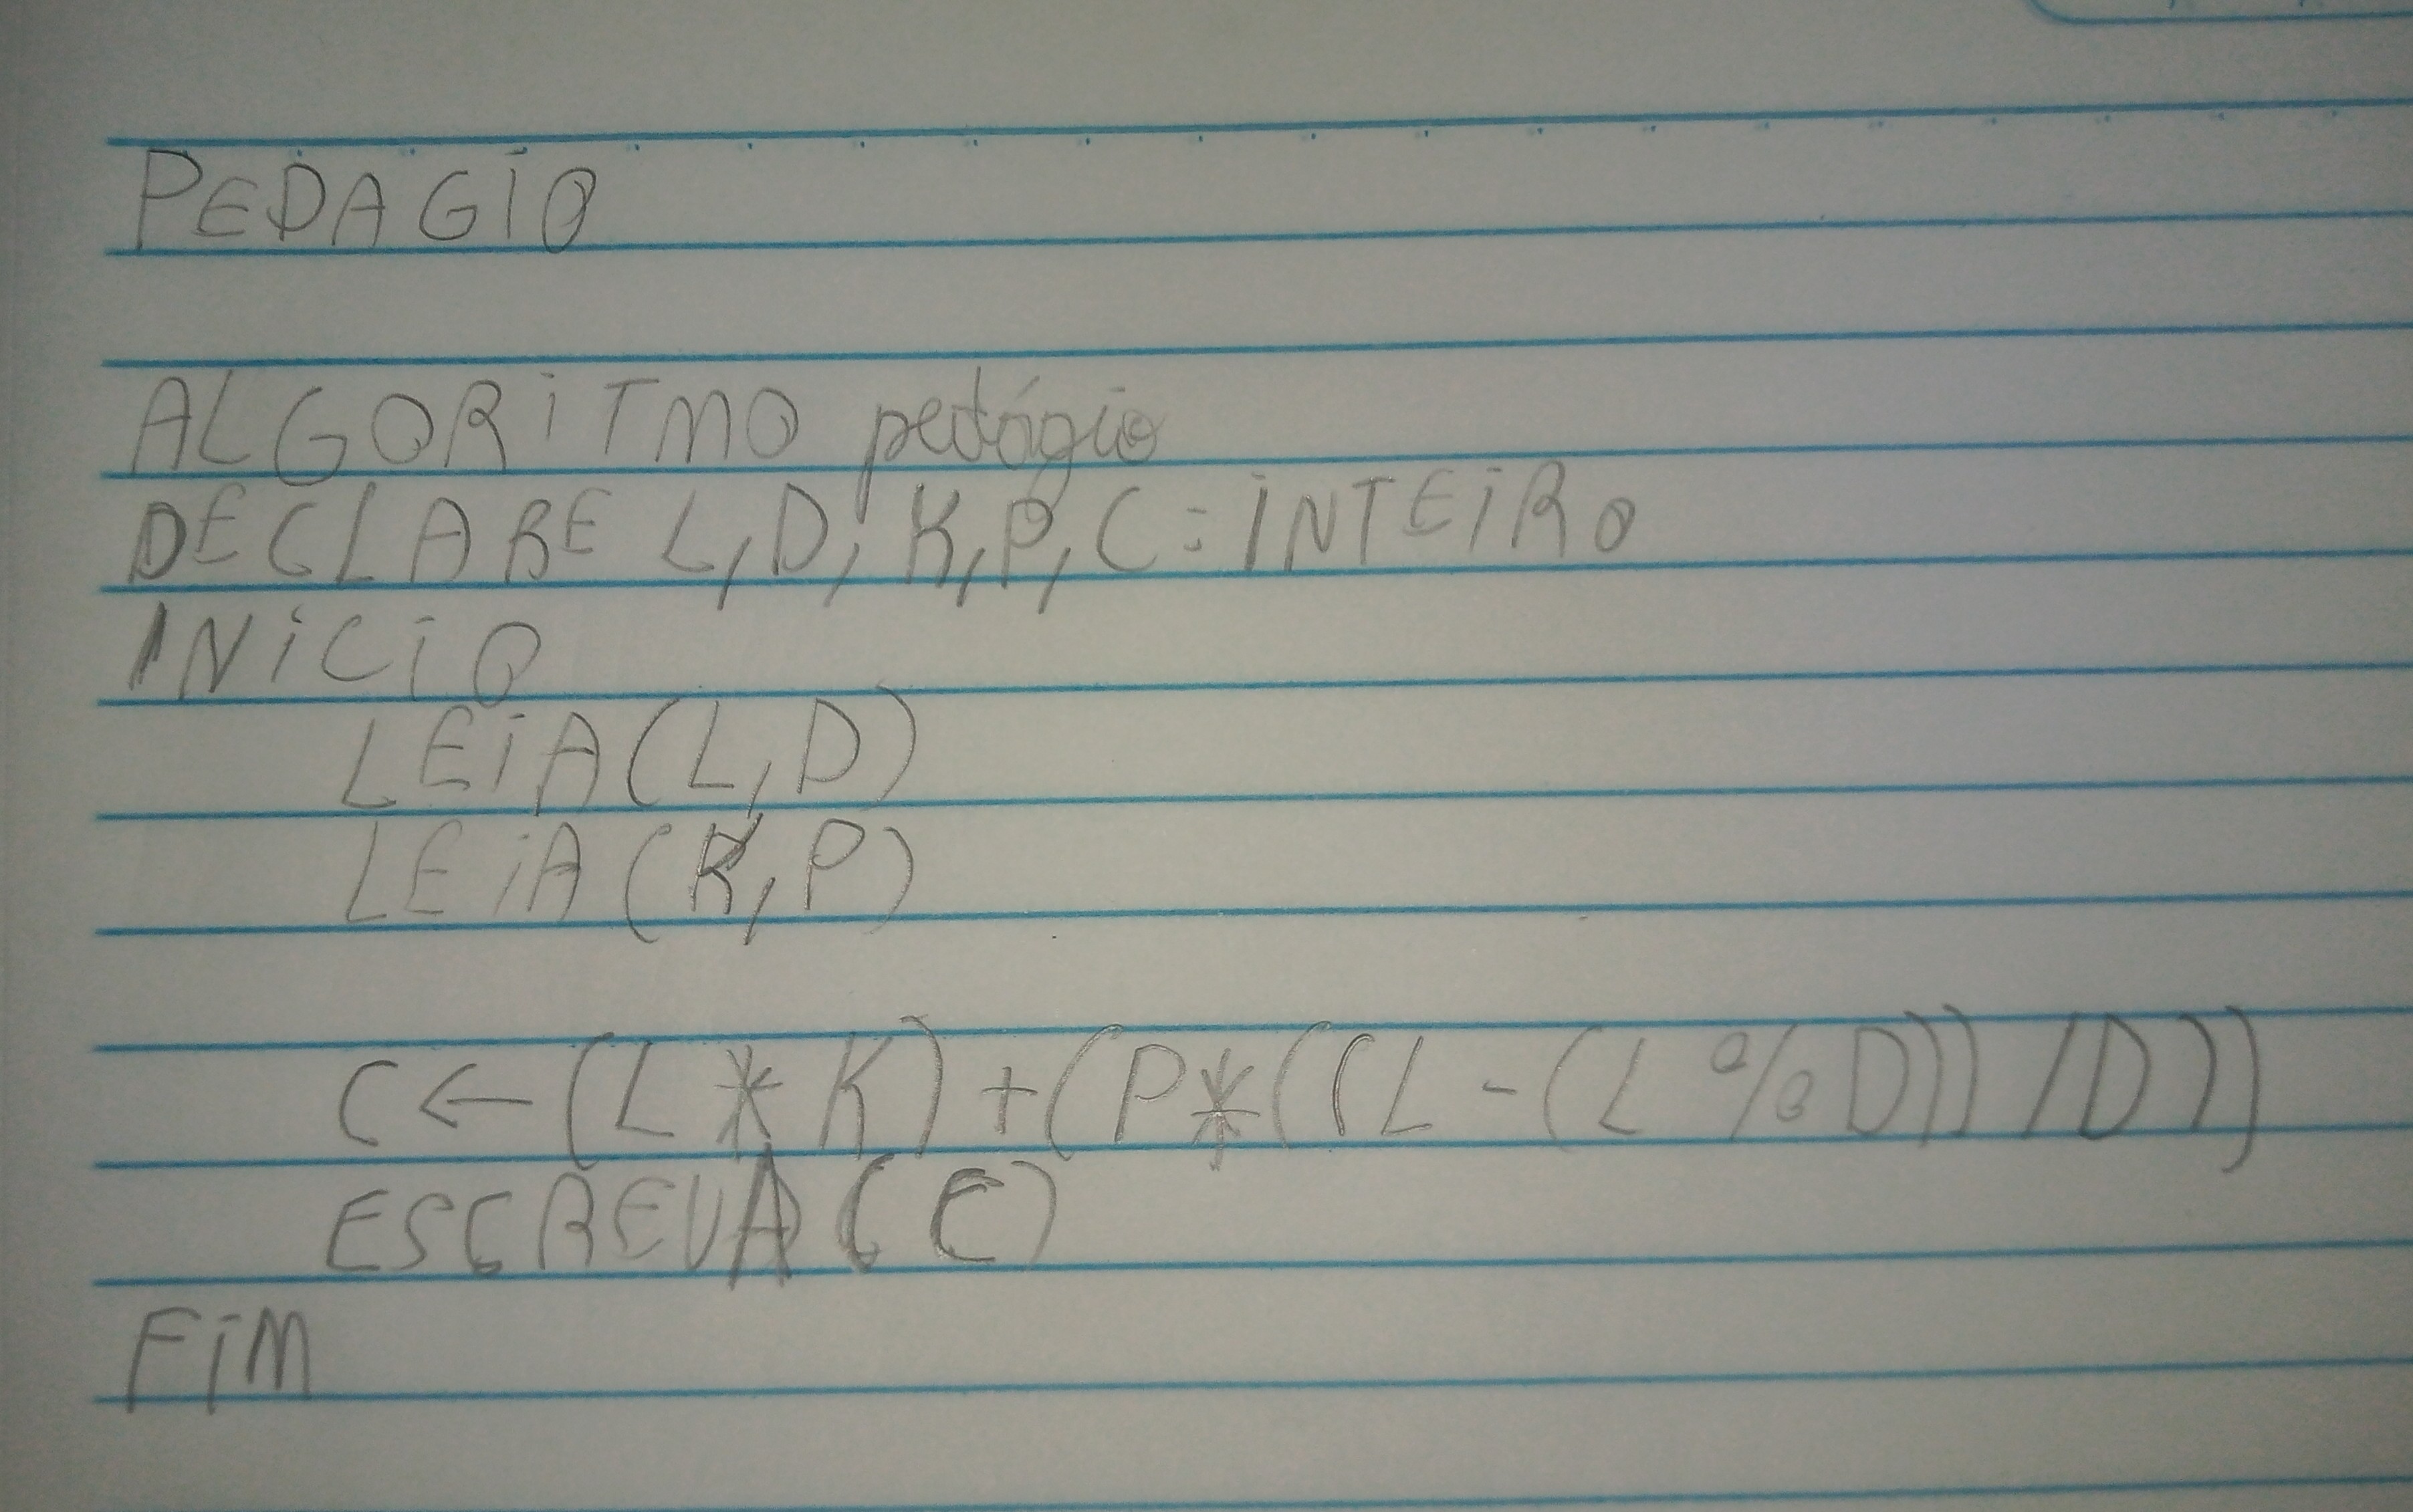 PEDAGIO
ALGORITMO pedágio
DECLARE L,D,K,P,C:INTEIRO
INICIO
LEIA(L,D)
LEIA(K,P)
C←(L*K)+(P*((L-(L%D))/D))
ESCREVA(C)
FIM